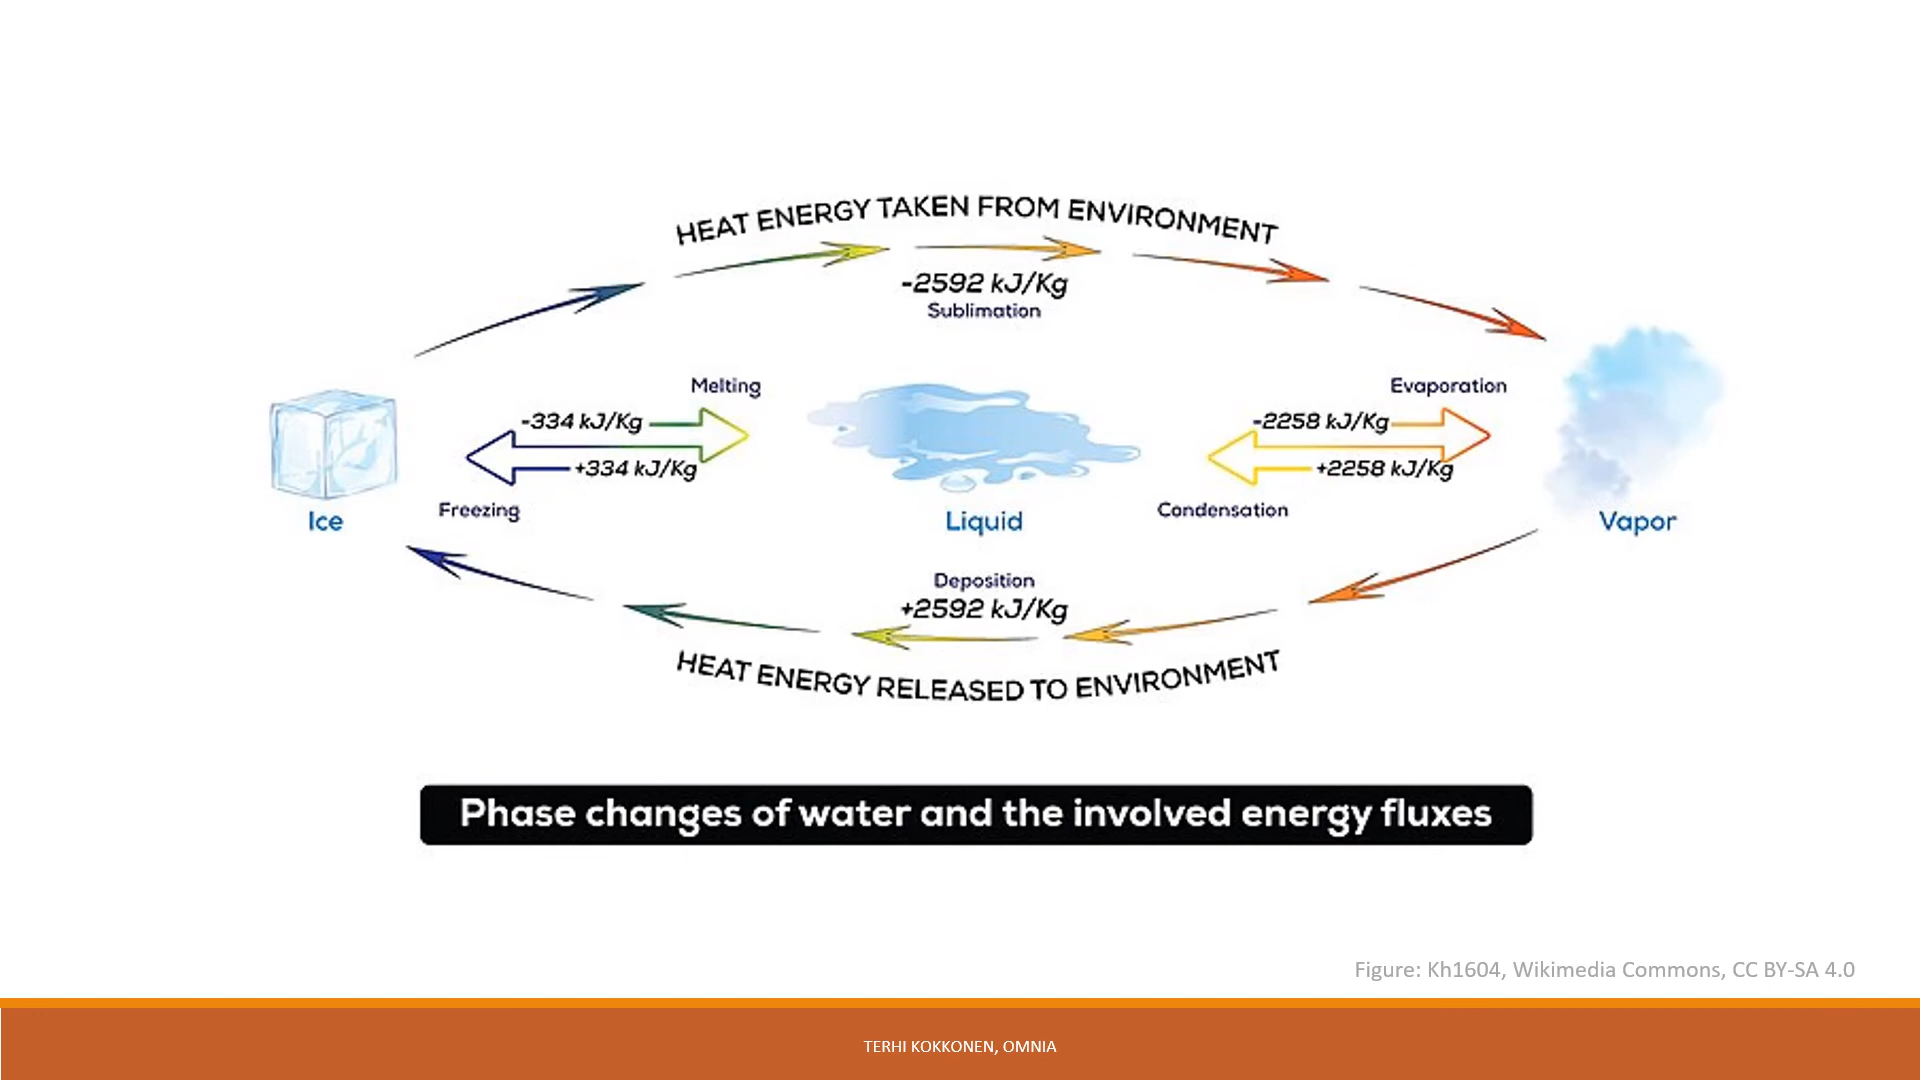 HEAT ENERGY TAKEN FROM ENVIRONMENT
-2592 kJ/Kg
Sublimation
Melting
-334 kJ/Kg
+334 kJ/Kg
Freezing
Ice
Liquid
Evaporation
-2258 kJ/Kg
+2258 kJ/Kg
Condensation
Vapor
Deposition
+2592 kJ/Kg
HEAT ENERGY RELEASED TO ENVIRONMENT
Phase changes of water and the involved energy fluxes
Figure: Kh1604, Wikimedia Commons, CC BY-SA 4.0
TERHI KOKKONEN, OMNIA